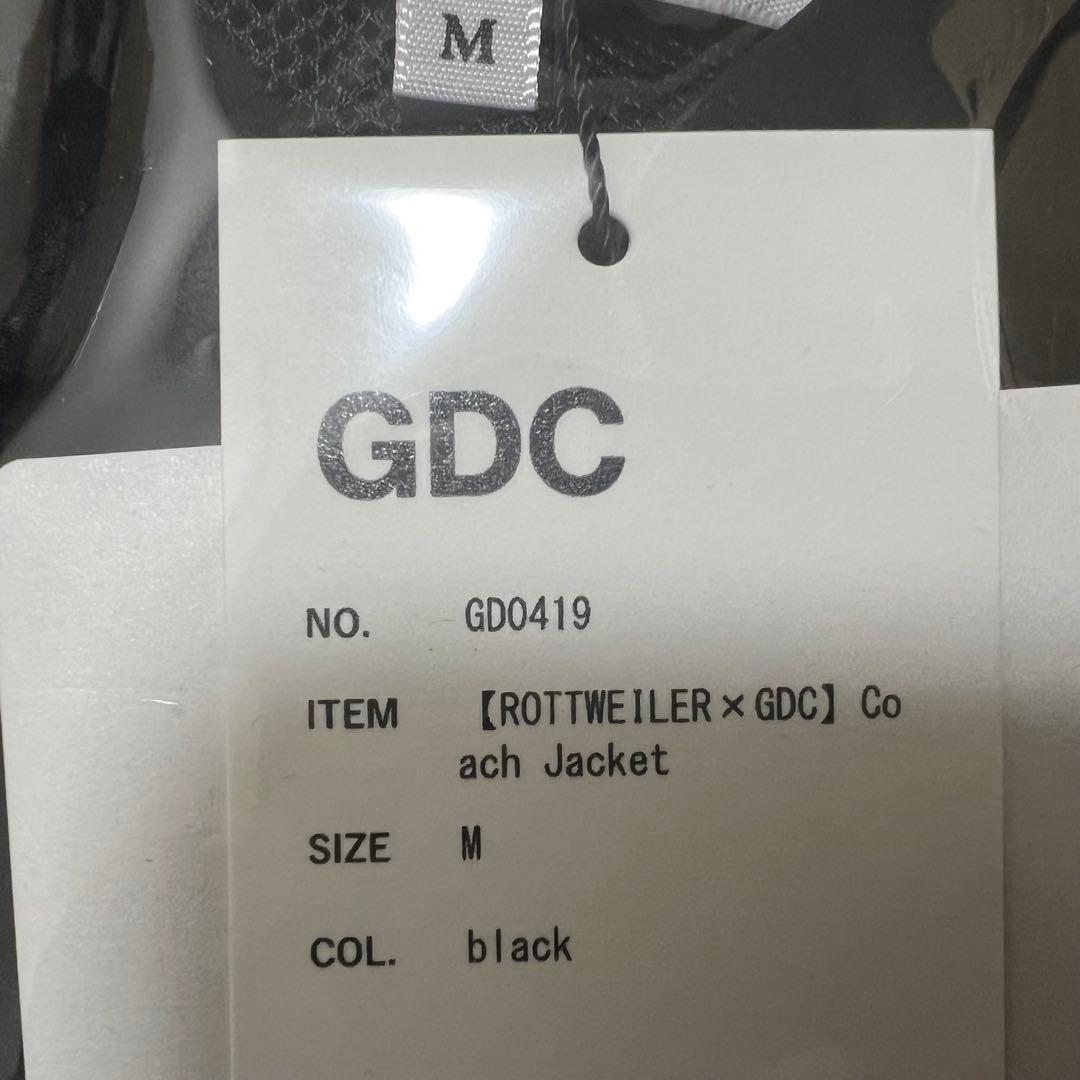 M
GDC
NO. GD0419
ITEM 【ROTTWEILER×GDC】Co
ach Jacket
SIZE M
COL. black